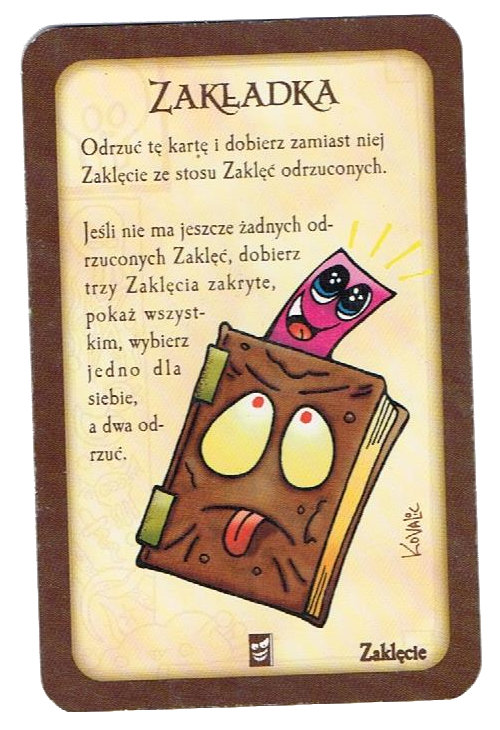 ZAKŁADKA
Odrzuć tę kartę i dobierz zamiast niej
Zaklęcie ze stosu Zaklęć odrzuconych.
Jeśli nie ma jeszcze żadnych od-
rzuconych Zaklęć, dobierz
trzy Zaklęcia zakryte,
pokaż wszyst-
kim, wybierz
jedno dla
siebie,
a dwa od-
rzuć.
KOVALIC
Zaklęcie